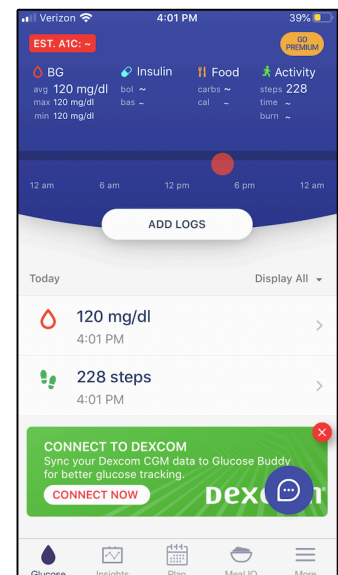 Verizon 4:01 PM 39%
EST. A1C: ~
GO PREMIUM
BG
avg 120 mg/dl
max 120 mg/dl
min 120 mg/dl
Insulin
bol ~
bas ~
Food
carbs ~
cal ~
Activity
steps 228
time ~
burn ~
12 am 6 am 12 pm 6 pm 12 am
ADD LOGS
Today Display All
120 mg/dl
4:01 PM
228 steps
4:01 PM
CONNECT TO DEXCOM
Sync your Dexcom CGM data to Glucose Buddy
for better glucose tracking.
CONNECT NOW
Glucose Insights Plan Meal IQ More